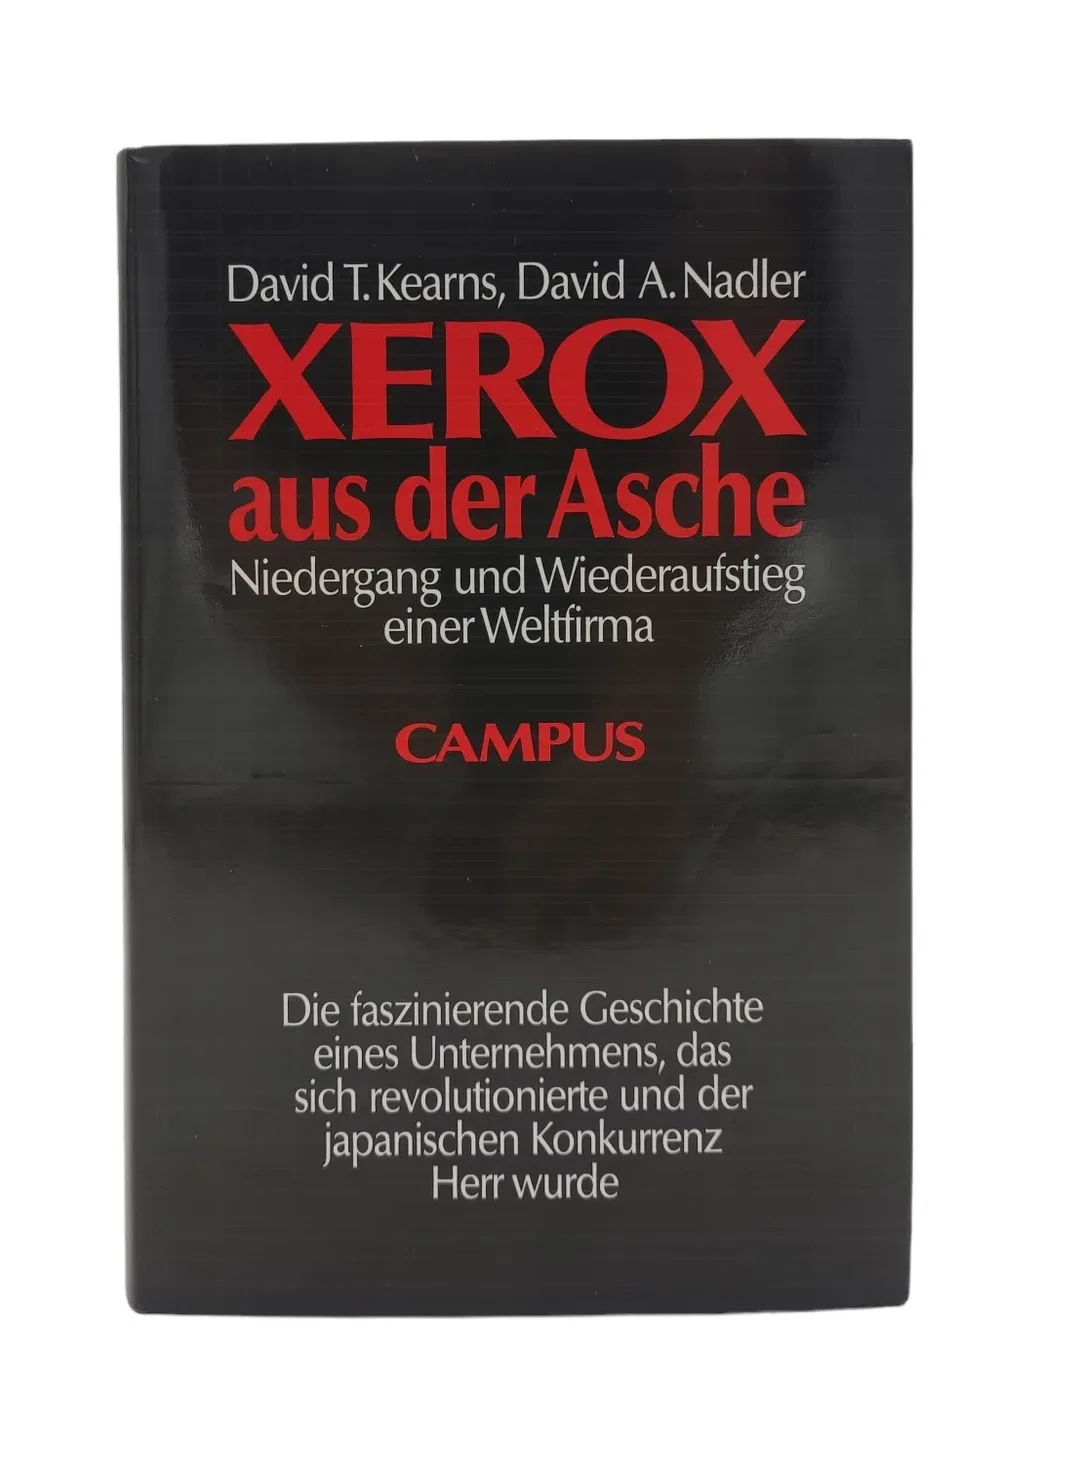 David T. Kearns, David A. Nadler
XEROX
aus der Asche
Niedergang und Wiederaufstieg
einer Weltfirma
CAMPUS
Die faszinierende Geschichte
eines Unternehmens, das
sich revolutionierte und der
japanischen Konkurrenz
Herr wurde